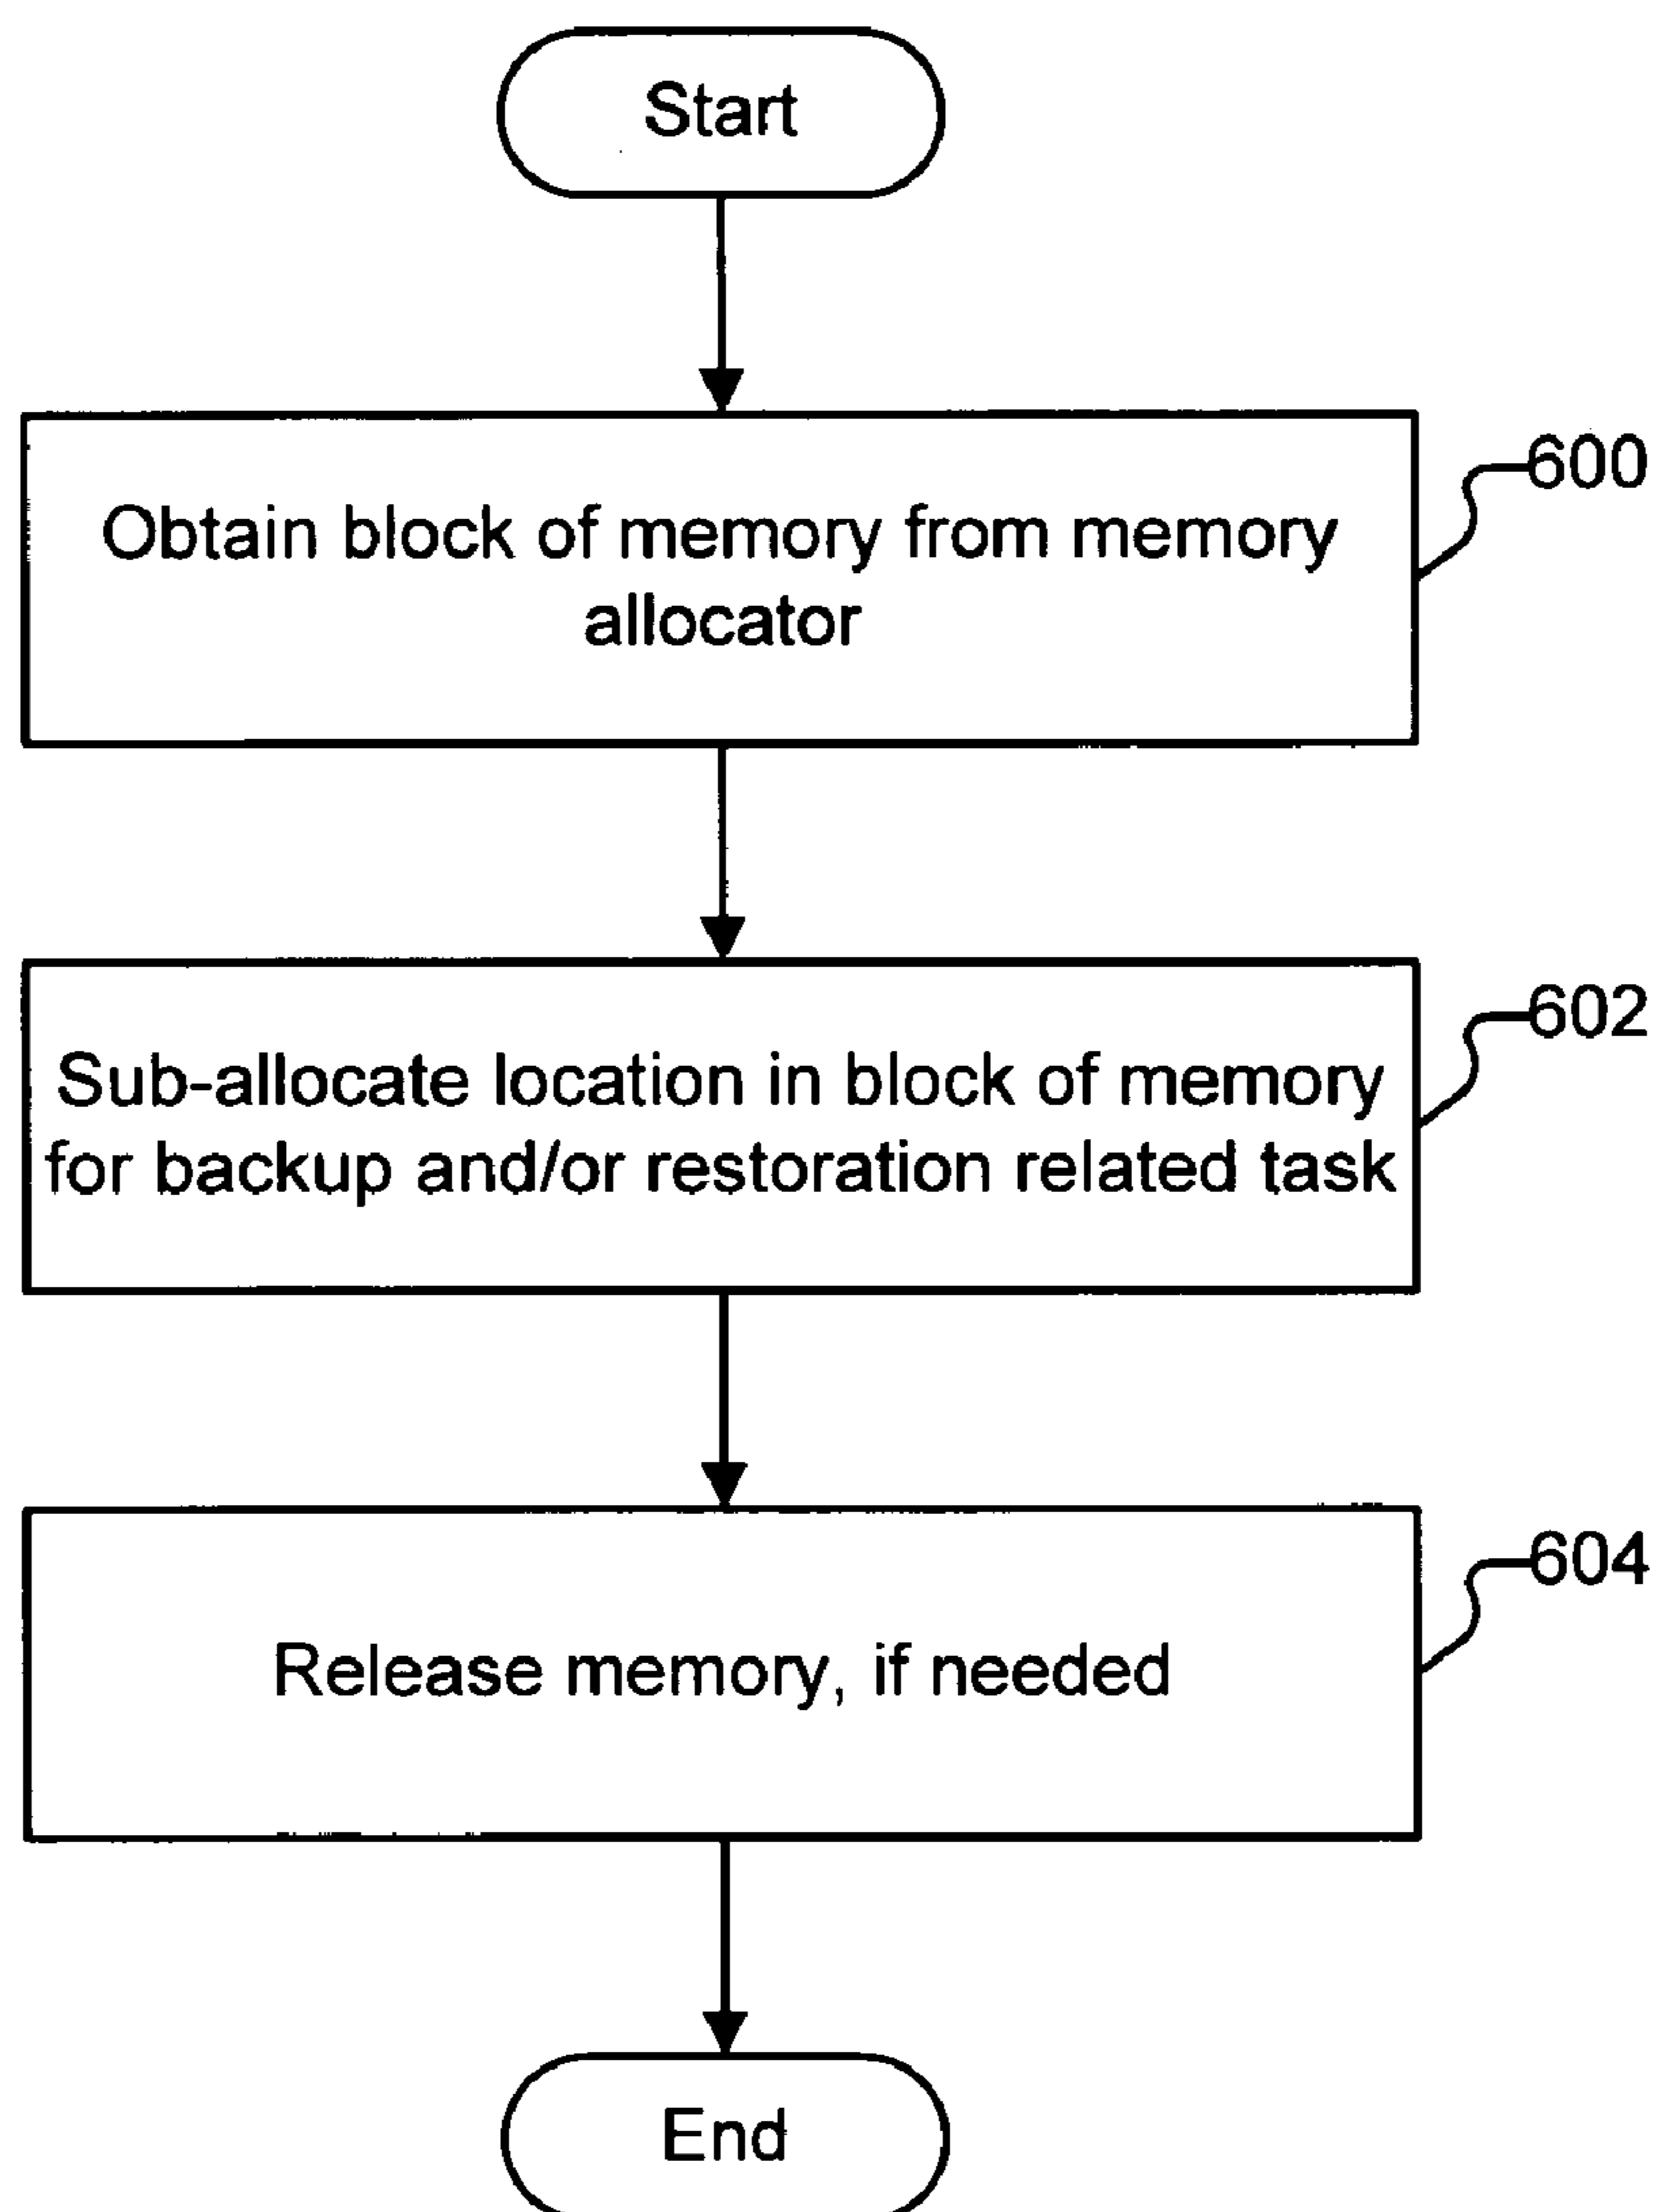 Start
600
Obtain block of memory from memory
allocator
602
Sub-allocate location in block of memory
for backup and/or restoration related task
604
Release memory, if needed
End